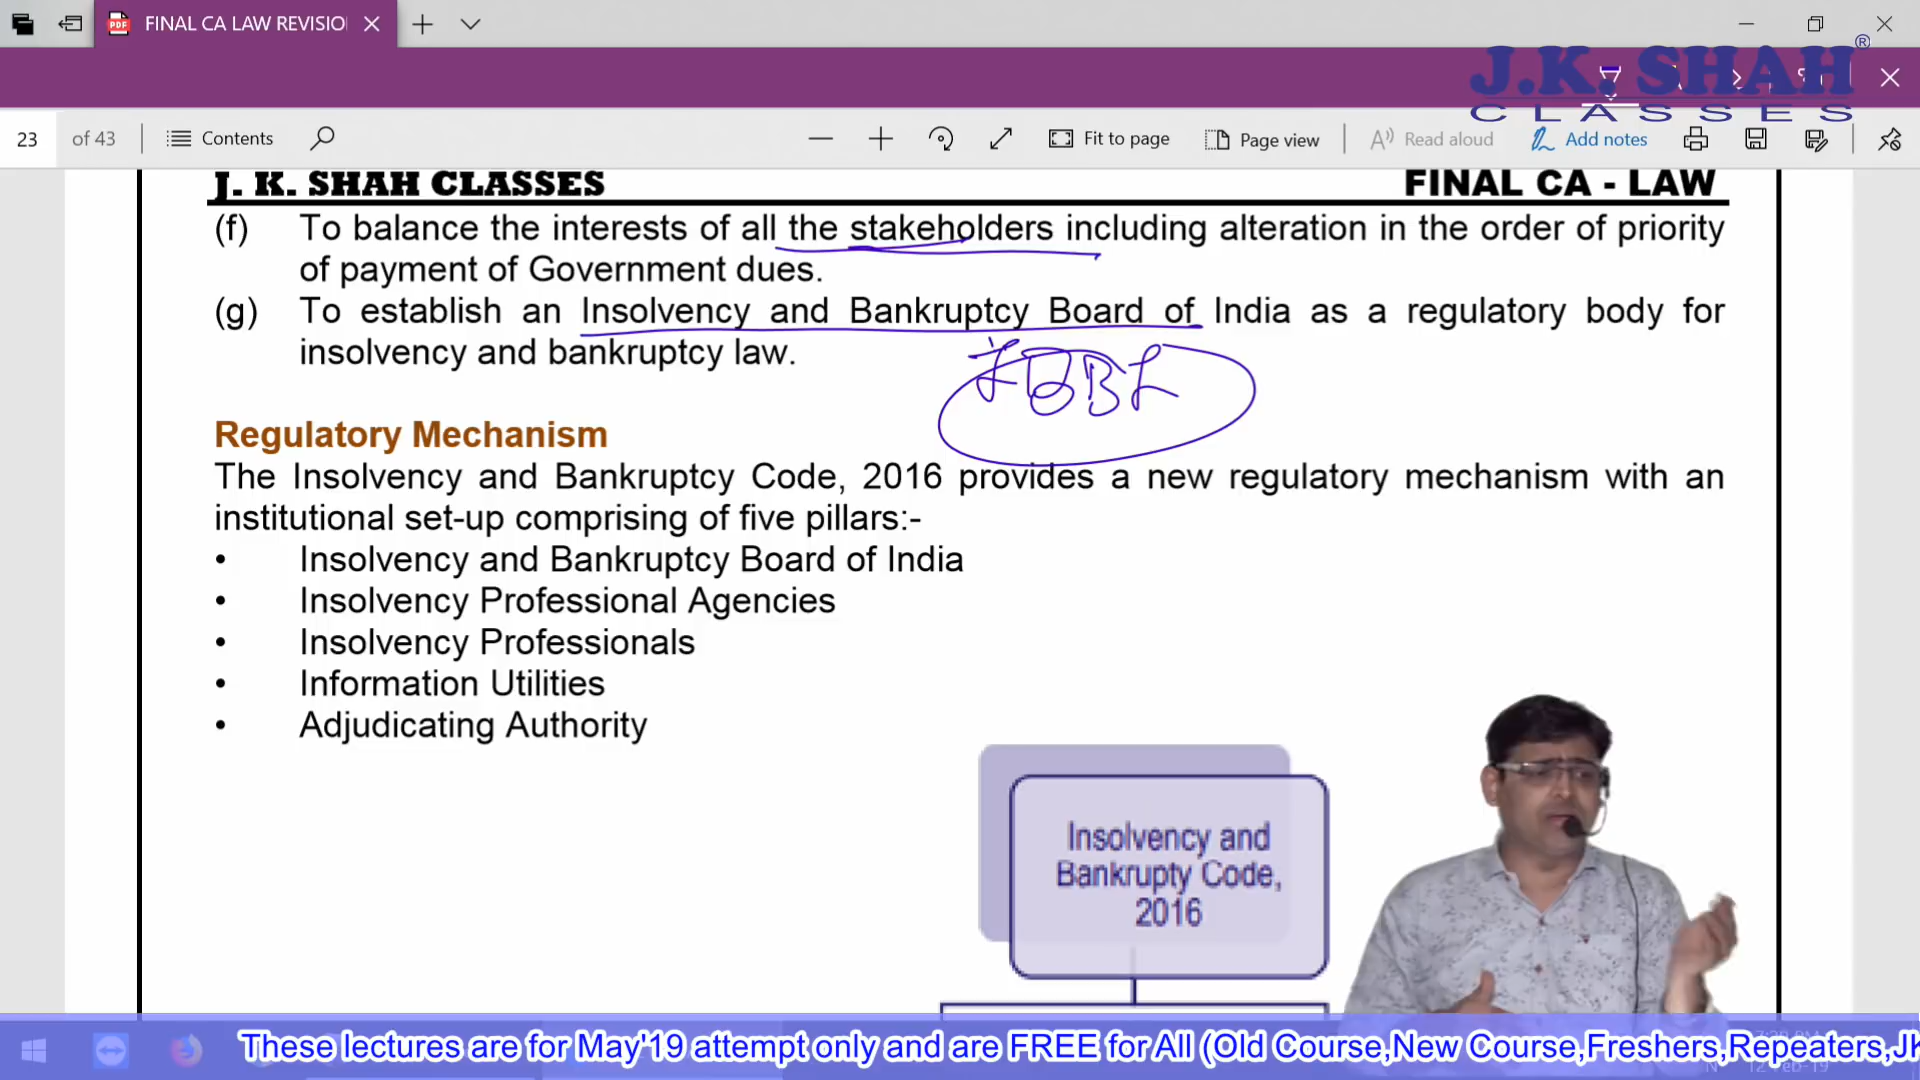 FINAL CA LAW REVISIO
J.K. SHAH ®
CLASSES
23 of 43 Contents Fit to page Page view Read aloud Add notes
J. K. SHAH CLASSES FINAL CA - LAW
(f) To balance the interests of all the stakeholders including alteration in the order of priority
of payment of Government dues.
(g) To establish an Insolvency and Bankruptcy Board of India as a regulatory body for
insolvency and bankruptcy law.
IBBI
Regulatory Mechanism
The Insolvency and Bankruptcy Code, 2016 provides a new regulatory mechanism with an
institutional set-up comprising of five pillars:-
• Insolvency and Bankruptcy Board of India
• Insolvency Professional Agencies
• Insolvency Professionals
• Information Utilities
• Adjudicating Authority
Insolvency and
Bankrupty Code,
2016
These lectures are for May'19 attempt only and are FREE for All (Old Course,New Course,Freshers,Repeaters,JK
12-Feb-19